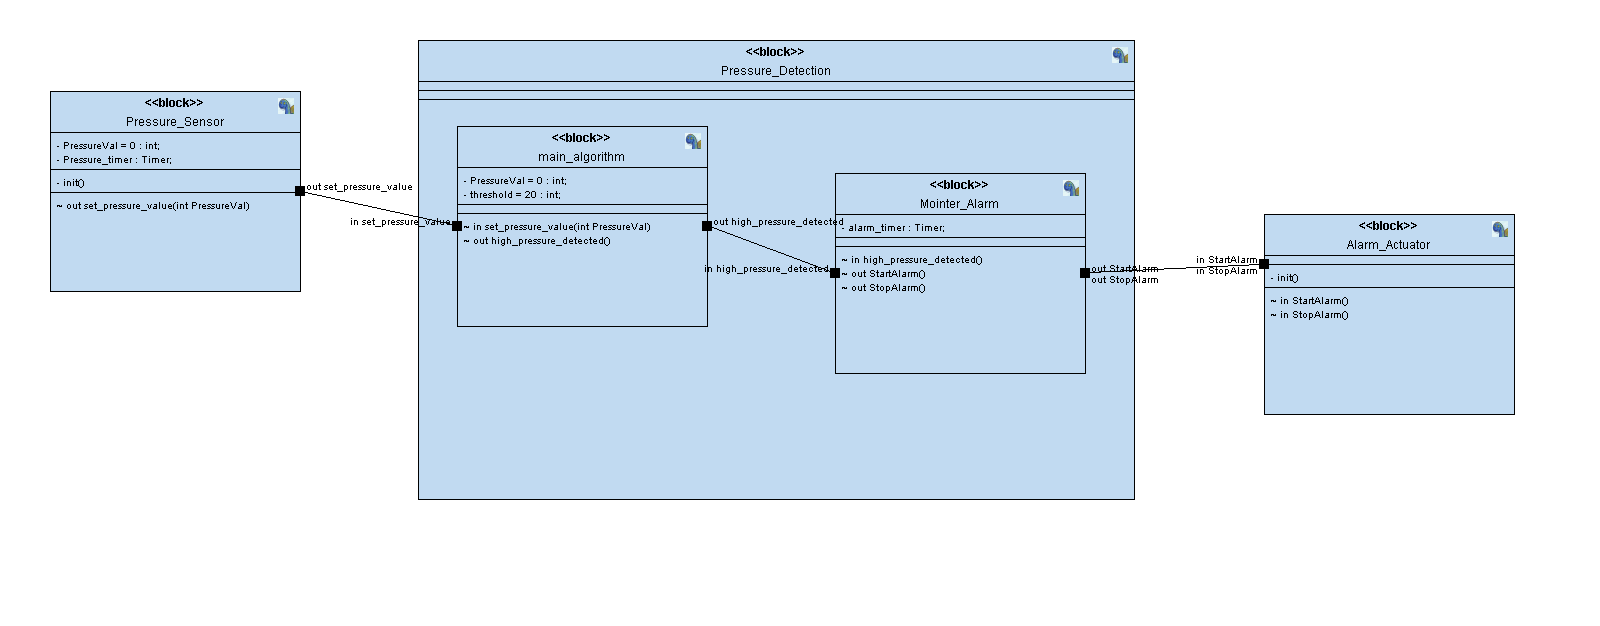 <<block>>
Pressure_Detection
<<block>>
Pressure_Sensor
- PressureVal = 0 : int;
- Pressure_timer : Timer;
- init()
~ out set_pressure_value(int PressureVal)
out set_pressure_value
in set_pressure_value
<<block>>
main_algorithm
- PressureVal = 0 : int;
- threshold = 20 : int;
~ in set_pressure_value(int PressureVal)
~ out high_pressure_detected()
out high_pressure_detected
in high_pressure_detected
<<block>>
Mointer_Alarm
- alarm_timer : Timer;
~ in high_pressure_detected()
~ out StartAlarm()
~ out StopAlarm()
out StartAlarm
out StopAlarm
in StartAlarm
in StopAlarm
<<block>>
Alarm_Actuator
- init()
~ in StartAlarm()
~ in StopAlarm()